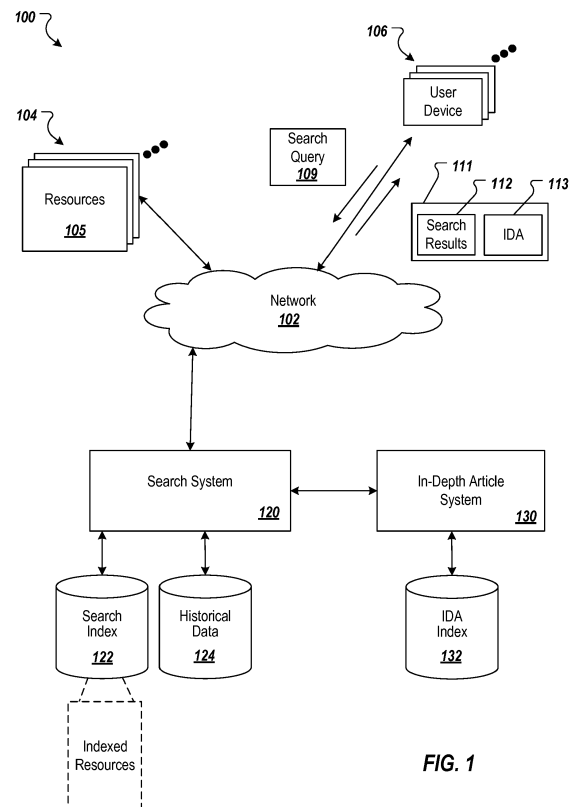 100
106
User
Device
104
Search
Query
109
111
112
113
Resources
105
Search
Results
IDA
Network
102
Search System
120
In-Depth Article
System
130
Search
Index
122
Historical
Data
124
IDA
Index
132
Indexed
Resources
FIG. 1